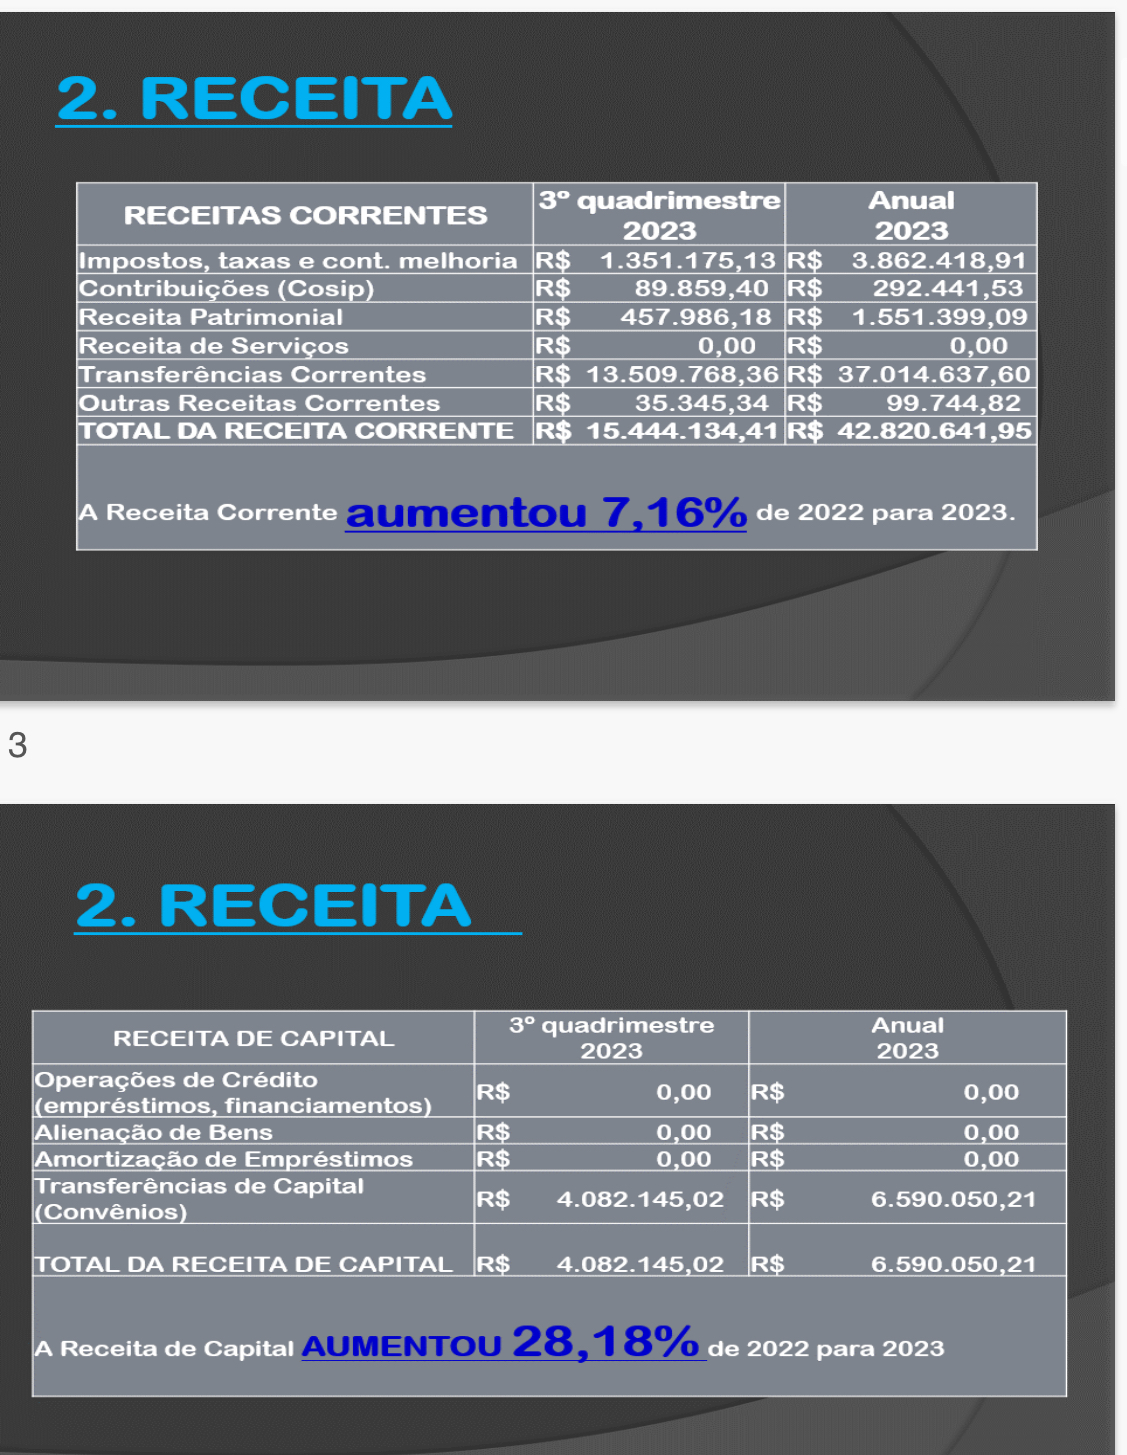 2. RECEITA
RECEITAS CORRENTES 3º quadrimestre 2023 Anual 2023
Impostos, taxas e cont. melhoria R$ 1.351.175,13 R$ 3.862.418,91
Contribuições (Cosip) R$ 89.859,40 R$ 292.441,53
Receita Patrimonial R$ 457.986,18 R$ 1.551.399,09
Receita de Serviços R$ 0,00 R$ 0,00
Transferências Correntes R$ 13.509.768,36 R$ 37.014.637,60
Outras Receitas Correntes R$ 35.345,34 R$ 99.744,82
TOTAL DA RECEITA CORRENTE R$ 15.444.134,41 R$ 42.820.641,95
A Receita Corrente aumentou 7,16% de 2022 para 2023.
3
2. RECEITA
RECEITA DE CAPITAL 3º quadrimestre 2023 Anual 2023
Operações de Crédito (empréstimos, financiamentos) R$ 0,00 R$ 0,00
Alienação de Bens R$ 0,00 R$ 0,00
Amortização de Empréstimos R$ 0,00 R$ 0,00
Transferências de Capital (Convênios) R$ 4.082.145,02 R$ 6.590.050,21
TOTAL DA RECEITA DE CAPITAL R$ 4.082.145,02 R$ 6.590.050,21
A Receita de Capital AUMENTOU 28,18% de 2022 para 2023